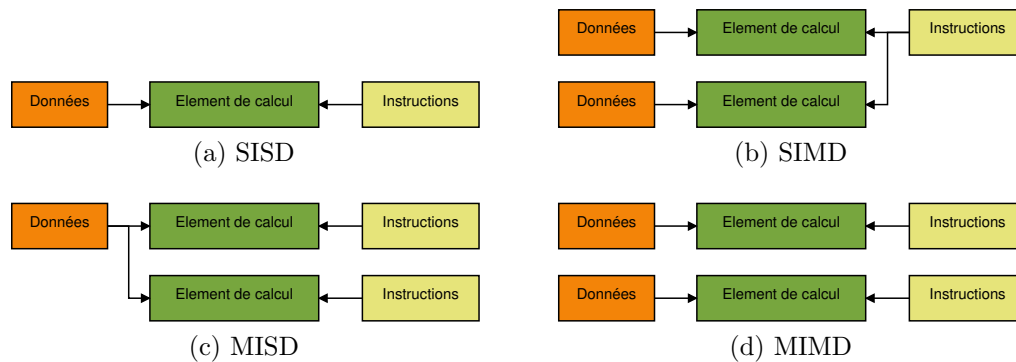 Données Element de calcul Instructions
Données Element de calcul
(b) SIMD
Données Element de calcul Instructions
(a) SISD
Données Element de calcul Instructions
Element de calcul Instructions
(c) MISD
Données Element de calcul Instructions
Données Element de calcul Instructions
(d) MIMD